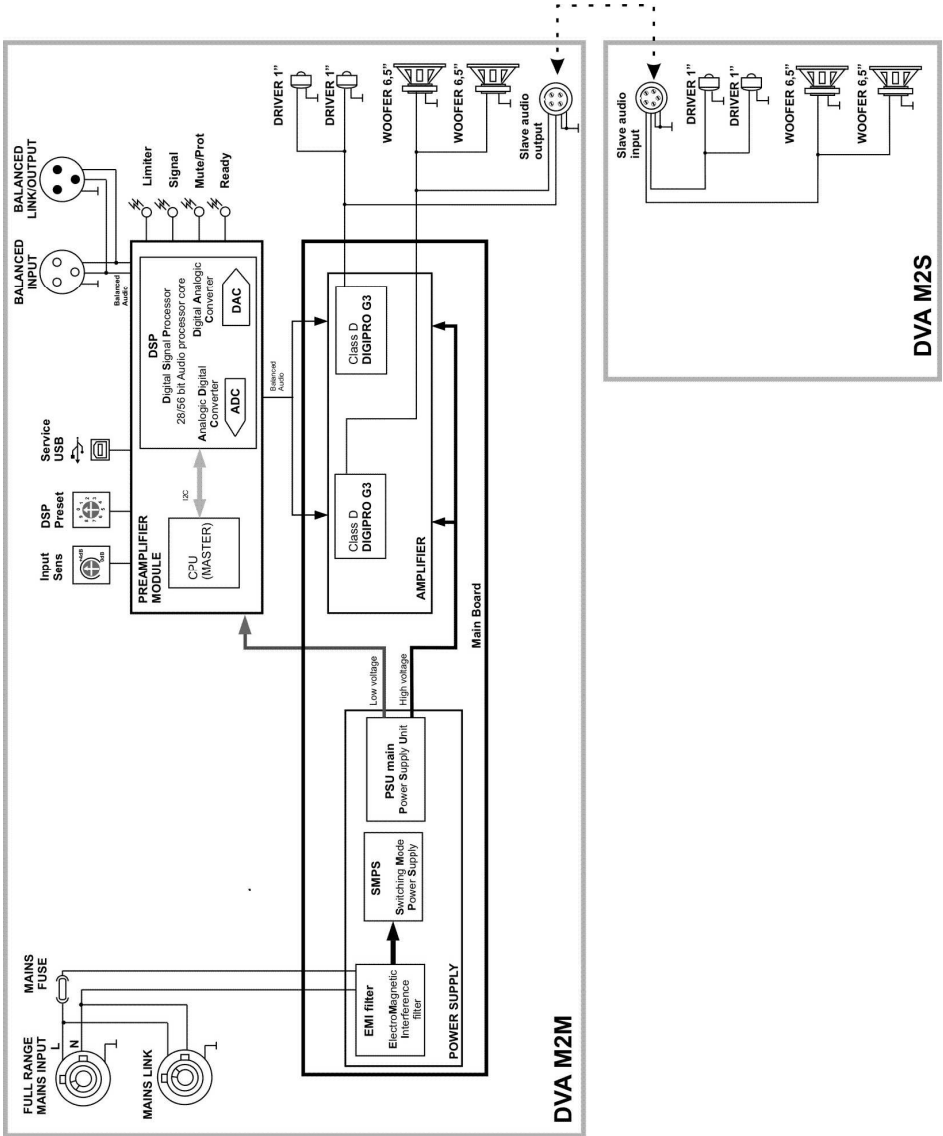 FULL RANGE
MAINS INPUT
L
N
MAINS
FUSE
MAINS LINK
Input
Sens
+4dB
0dB
DSP
Preset
Service
USB
BALANCED
INPUT
BALANCED
LINK/OUTPUT
Balanced
Audio
Limiter
Signal
Mute/Prot
Ready
PREAMPLIFIER
MODULE
CPU
(MASTER)
I2C
DSP
Digital Signal Processor
28/56 bit Audio processor core
Analogic Digital
Converter
ADC
Digital Analogic
Converter
DAC
Balanced
Audio
EMI filter
ElectroMagnetic
Interference
filter
SMPS
Switching Mode
Power Supply
PSU main
Power Supply Unit
POWER SUPPLY
Low voltage
High voltage
Main Board
Class D
DIGIPRO G3
Class D
DIGIPRO G3
AMPLIFIER
DRIVER 1”
DRIVER 1”
WOOFER 6,5”
WOOFER 6,5”
Slave audio
output
DVA M2M
Slave audio
input
DRIVER 1”
DRIVER 1”
WOOFER 6,5”
WOOFER 6,5”
DVA M2S